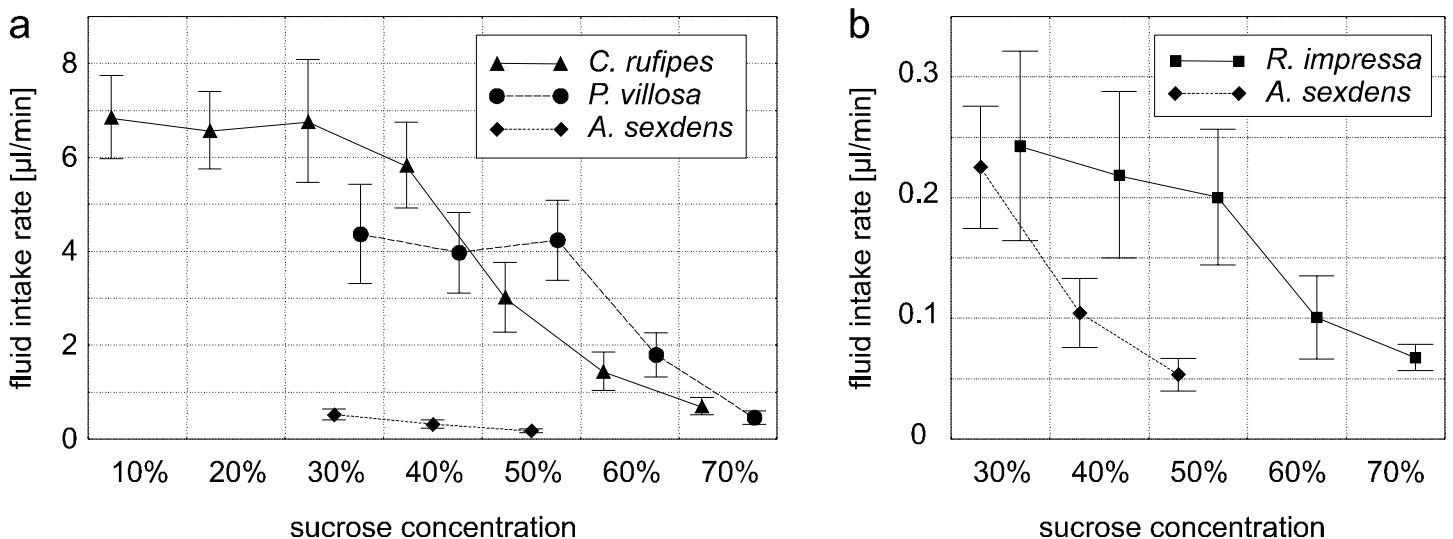 a
fluid intake rate [µl/min]
8
6
4
2
0
C. rufipes
P. villosa
A. sexdens
10% 20% 30% 40% 50% 60% 70%
sucrose concentration
b
fluid intake rate [µl/min]
0.3
0.2
0.1
0
R. impressa
A. sexdens
30% 40% 50% 60% 70%
sucrose concentration